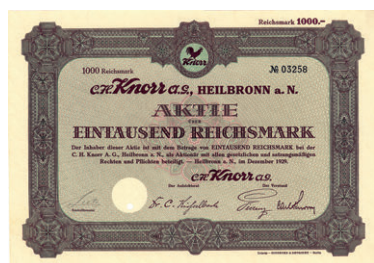 Reichsmark 1000.–
Knorr
1000 Reichsmark
№ 03258
C.H. Knorr A.G., HEILBRONN a. N.
AKTIE
ÜBER
EINTAUSEND REICHSMARK
Der Inhaber dieser Aktie ist mit dem Betrage von EINTAUSEND REICHSMARK bei der
C. H. Knorr A. G., Heilbronn a. N., als Aktionär mit allen gesetzlichen und satzungsmäßigen
Rechten und Pflichten beteiligt. — Heilbronn a. N., im Dezember 1929.
C.H. Knorr A.G.
Der Aufsichtsrat
Der Vorstand